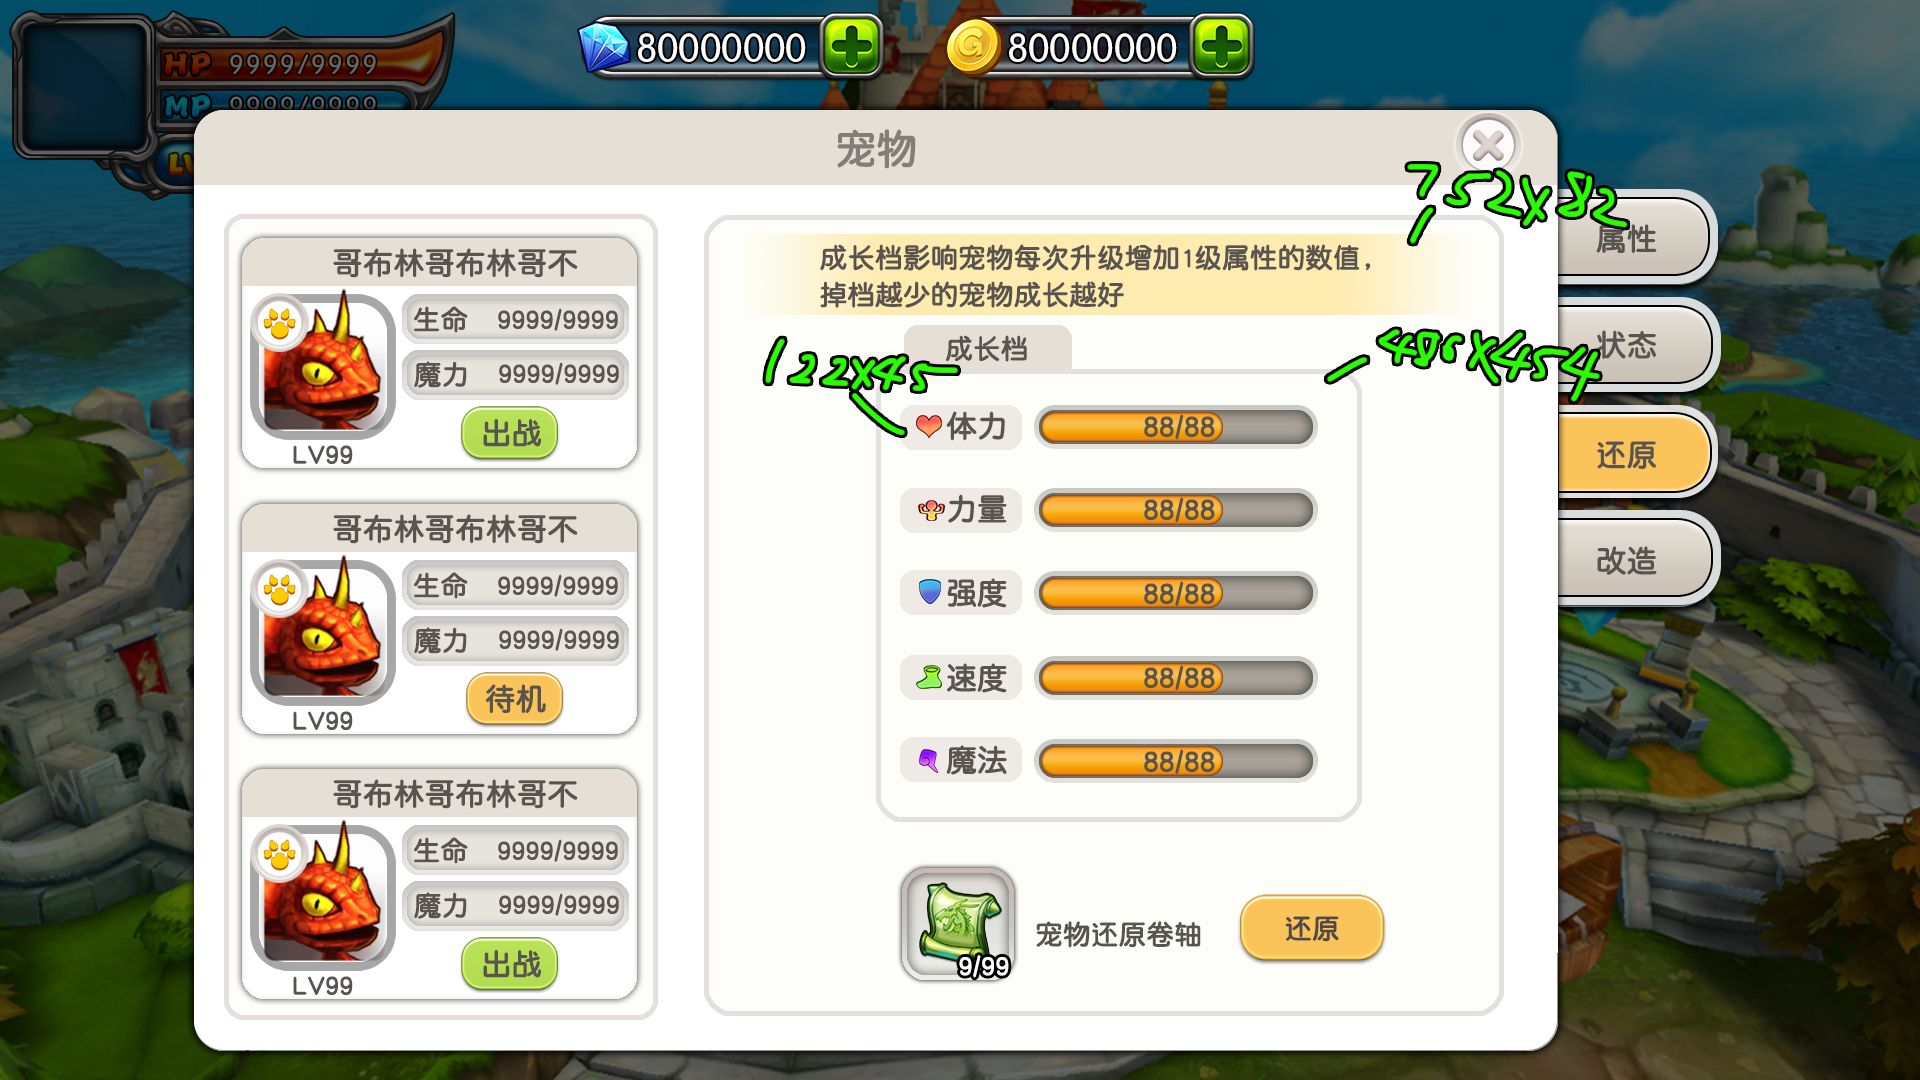 HP 9999/9999
80000000
80000000
MP 9999/9999
LV
宠物
752x82
属性
哥布林哥布林哥不
生命 9999/9999
魔力 9999/9999
出战
LV99
哥布林哥布林哥不
生命 9999/9999
魔力 9999/9999
待机
LV99
哥布林哥布林哥不
生命 9999/9999
魔力 9999/9999
出战
LV99
成长档影响宠物每次升级增加1级属性的数值，
掉档越少的宠物成长越好
成长档
122x45
486x454
体力 88/88
力量 88/88
强度 88/88
速度 88/88
魔法 88/88
9/99
宠物还原卷轴
还原
状态
还原
改造